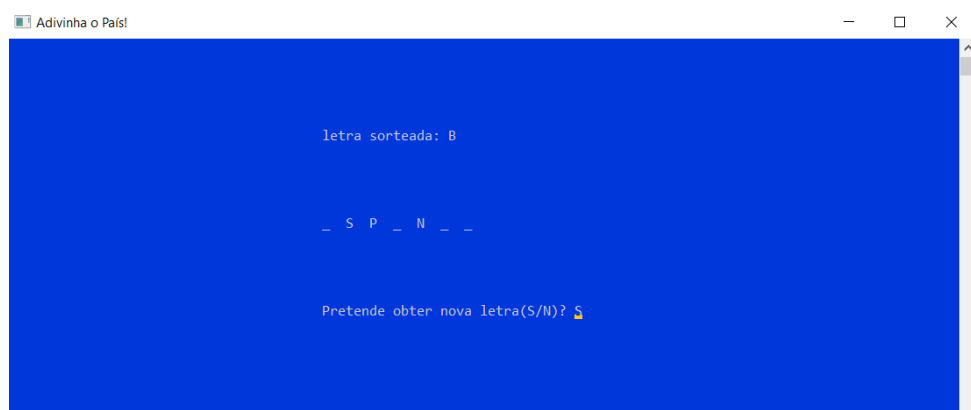 Adivinha o País!
letra sorteada: B
_ S P _ N _ _
Pretende obter nova letra(S/N)? S